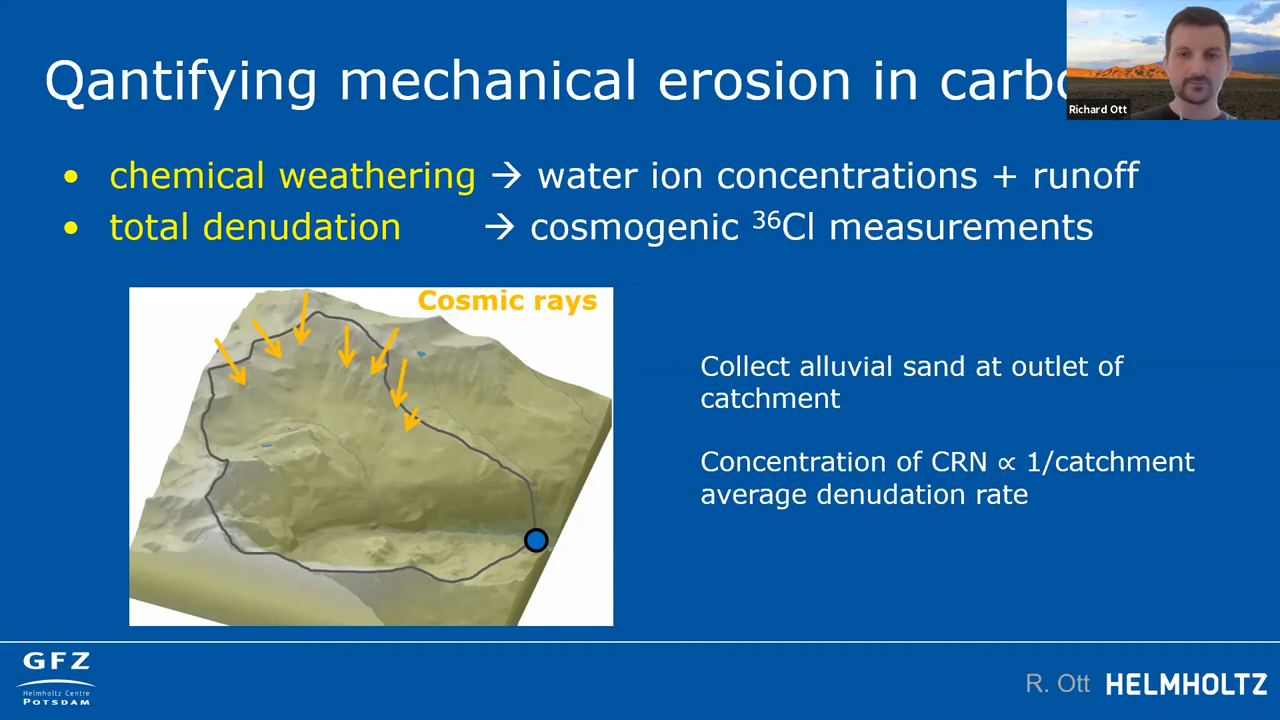 Qantifying mechanical erosion in carbo
Richard Ott
• chemical weathering → water ion concentrations + runoff
• total denudation → cosmogenic ³⁶Cl measurements
Cosmic rays
Collect alluvial sand at outlet of
catchment
Concentration of CRN ∝ 1/catchment
average denudation rate
GFZ
Helmholtz Centre
POTSDAM
R. Ott HELMHOLTZ